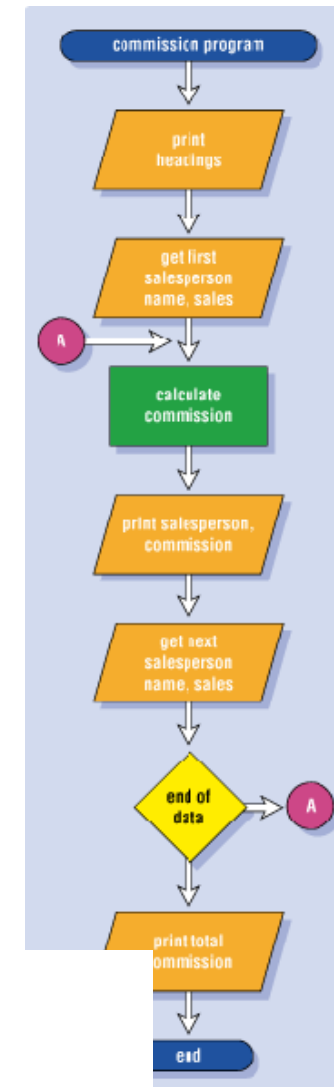 commission program
print
headings
get first
salesperson
name, sales
A
calculate
commission
print salesperson,
commission
get next
salesperson
name, sales
end of
data
A
print total
ommission
end